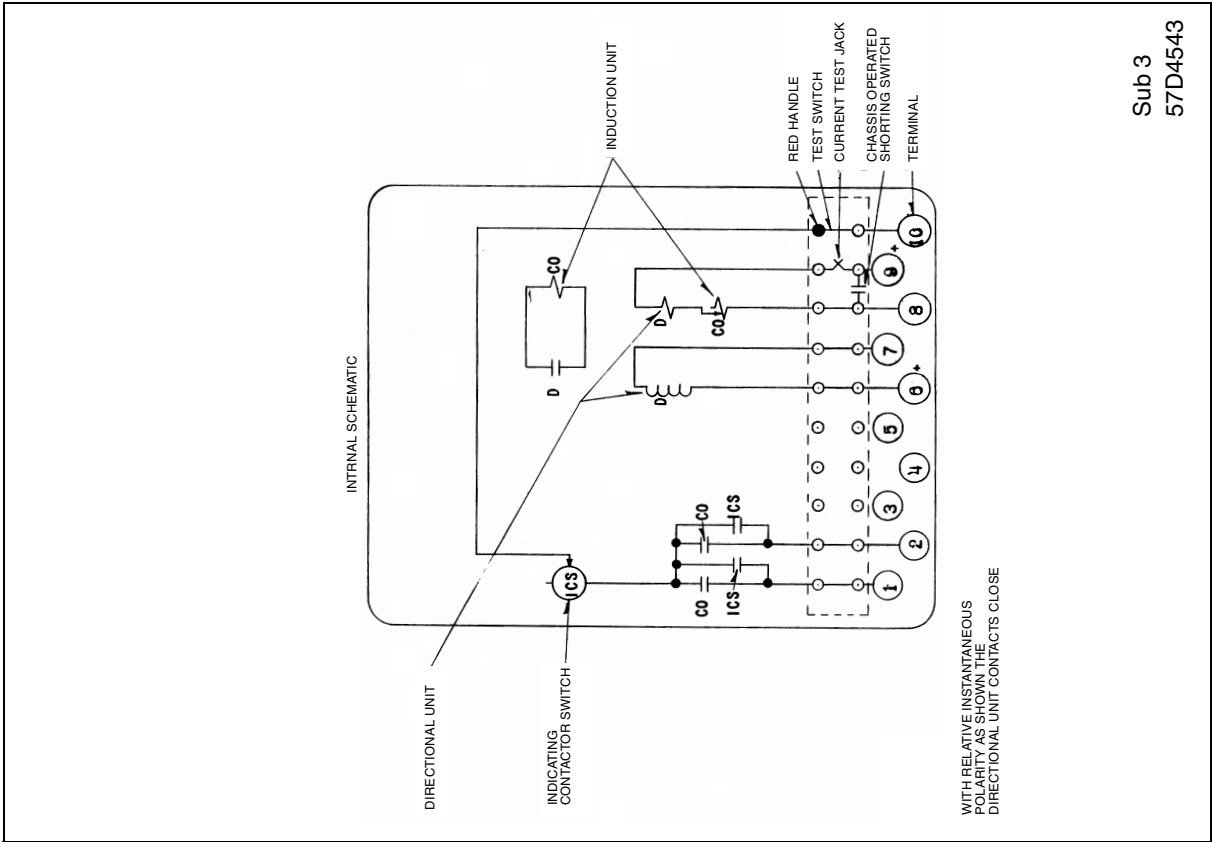 INTRNAL SCHEMATIC
DIRECTIONAL UNIT
INDICATING
CONTACTOR SWITCH
INDUCTION UNIT
ICS
D
CO
D
D
CO
CO
ICS
CO
ICS
RED HANDLE
TEST SWITCH
CURRENT TEST JACK
CHASSIS OPERATED
SHORTING SWITCH
TERMINAL
1
2
3
4
5
6 +
7
8
9 +
10
WITH RELATIVE INSTANTANEOUS
POLARITY AS SHOWN THE
DIRECTIONAL UNIT CONTACTS CLOSE
Sub 3
57D4543